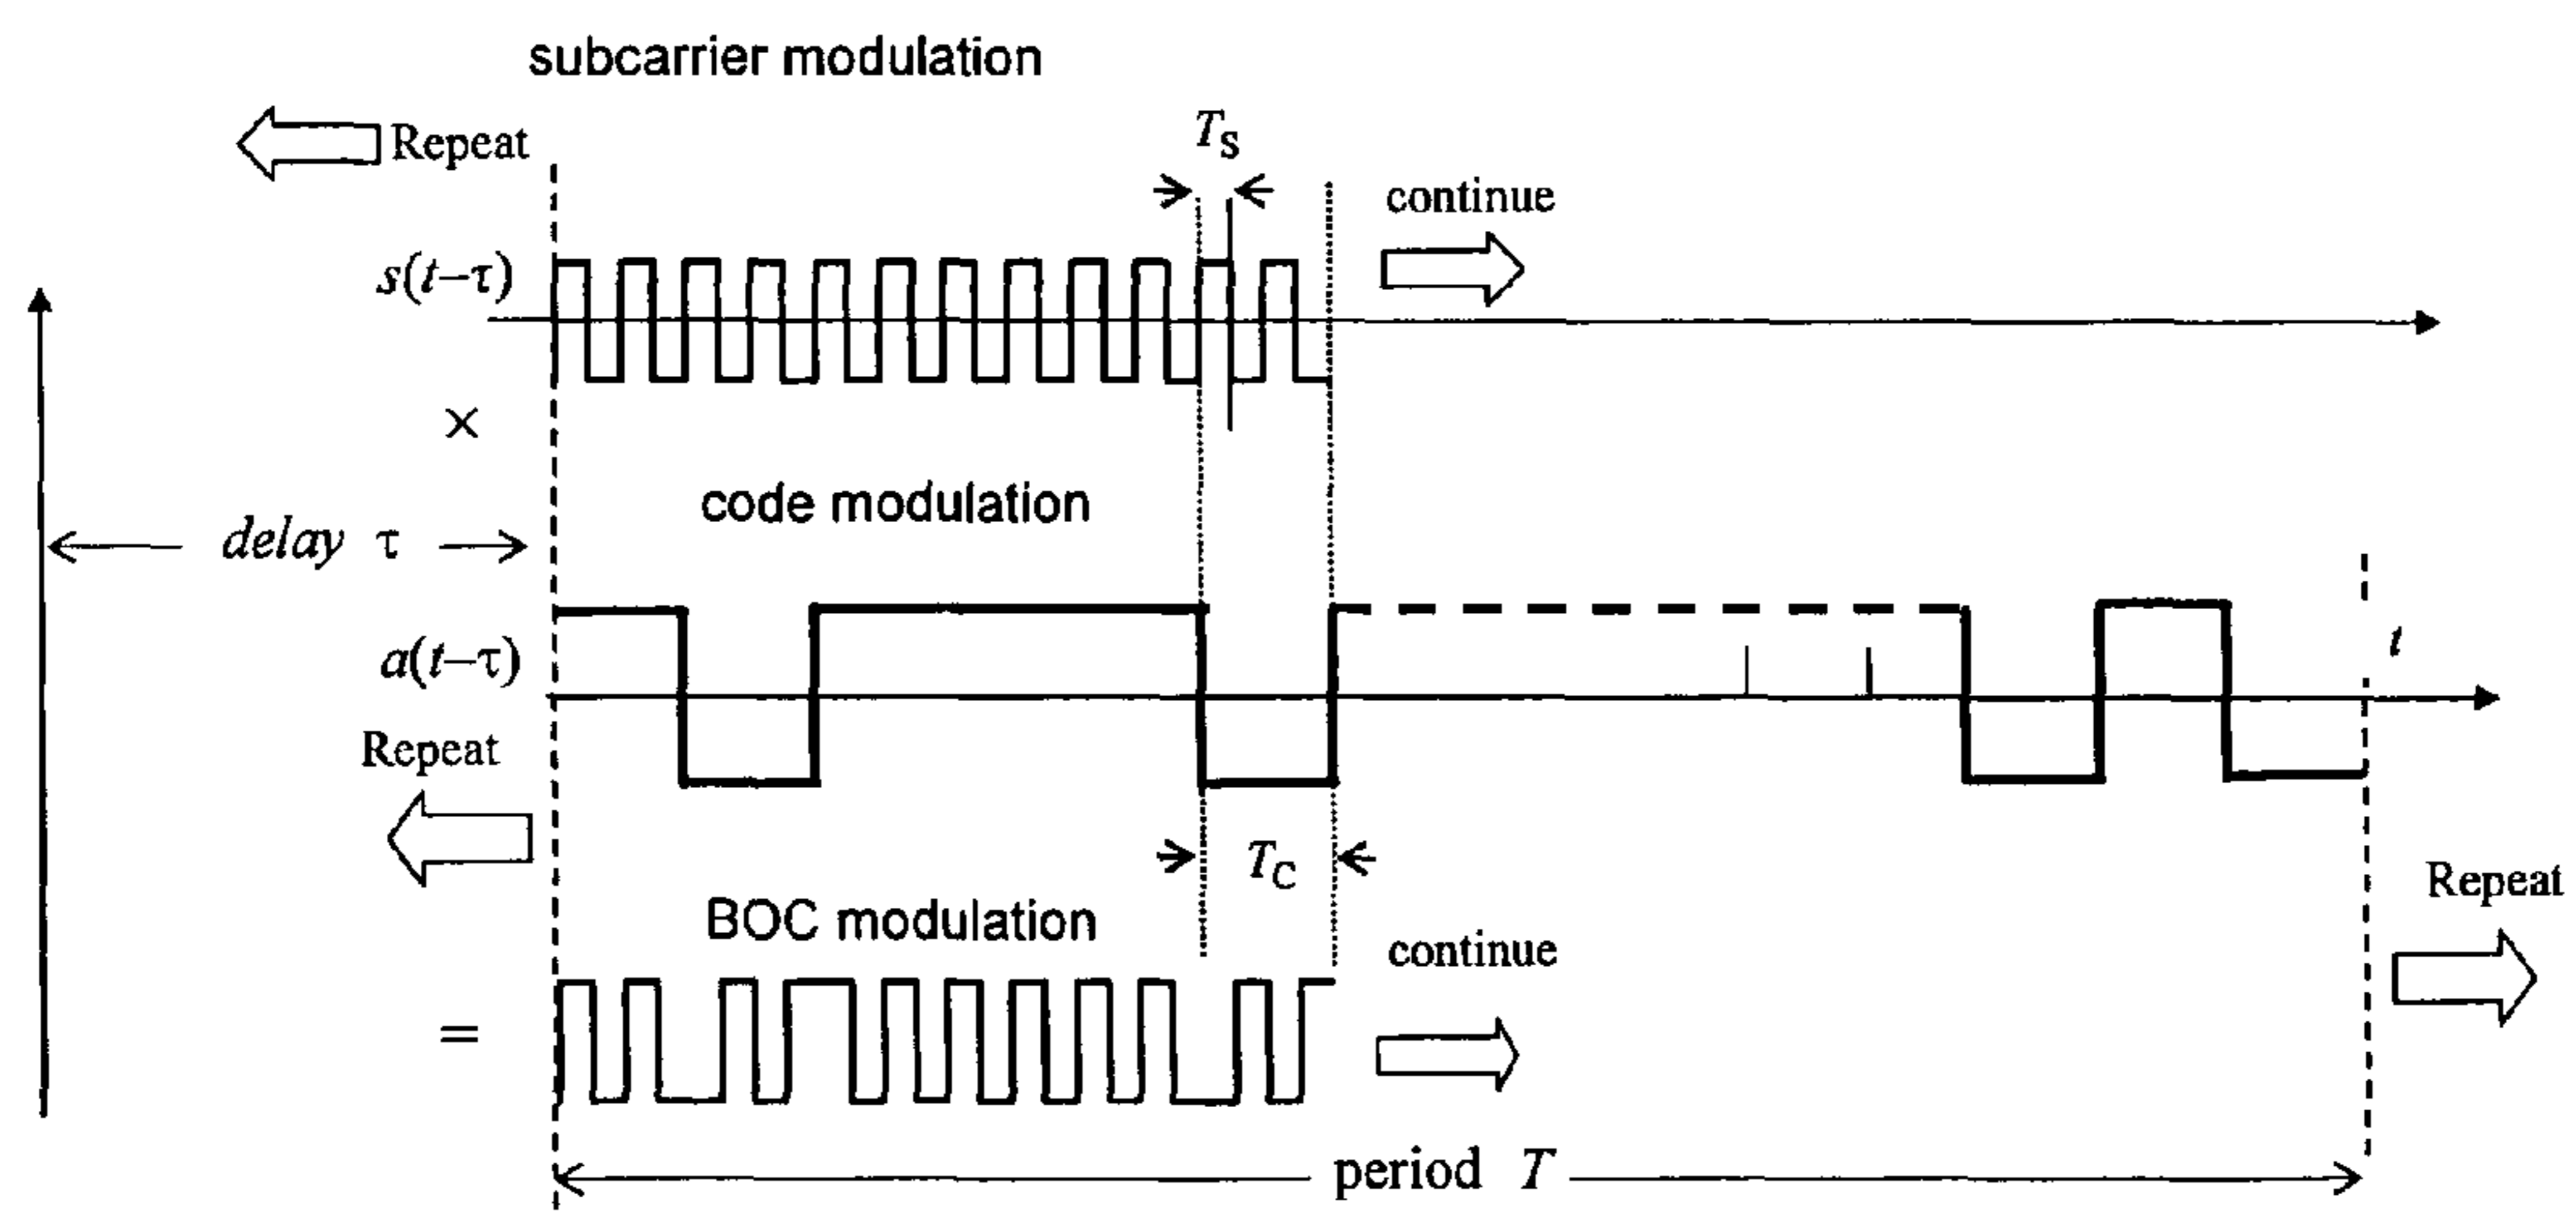 subcarrier modulation
Repeat
T_S
continue
s(t–τ)
×
code modulation
delay τ
a(t–τ)
t
Repeat
T_C
BOC modulation
continue
Repeat
=
period T